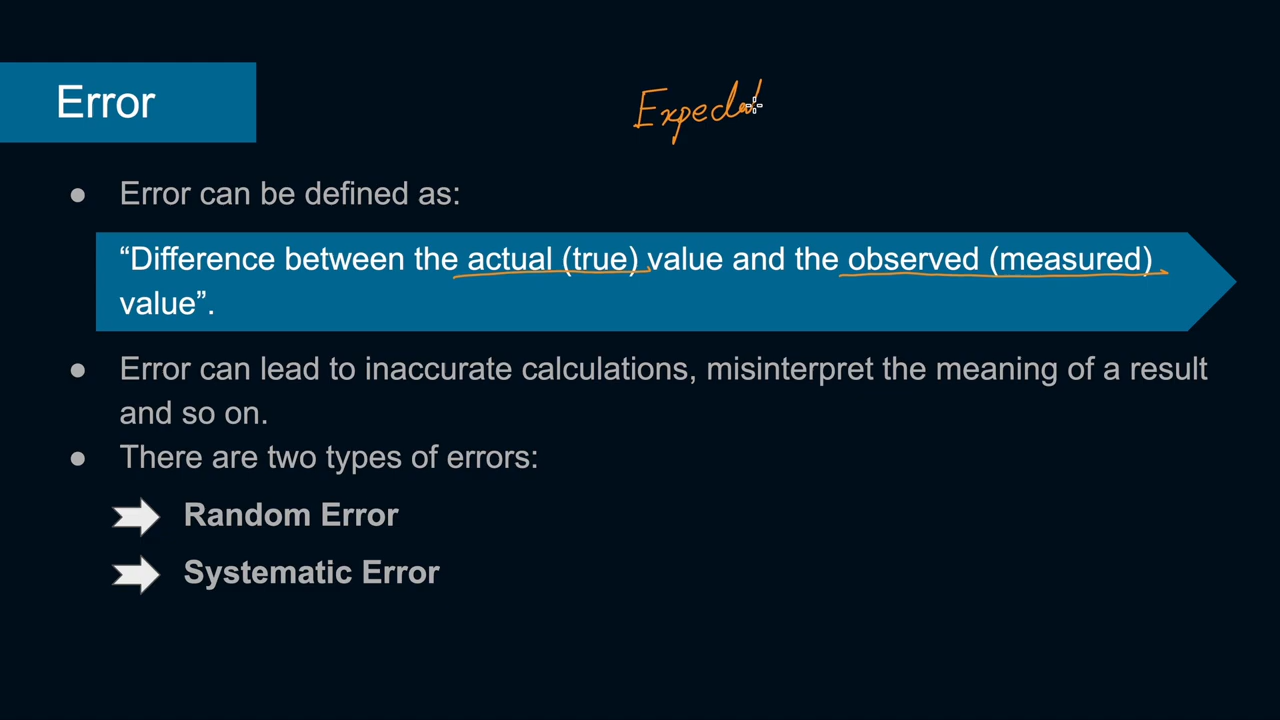 Error
Error can be defined as:
“Difference between the actual (true) value and the observed (measured)
value”.
Error can lead to inaccurate calculations, misinterpret the meaning of a result
and so on.
There are two types of errors:
Random Error
Systematic Error